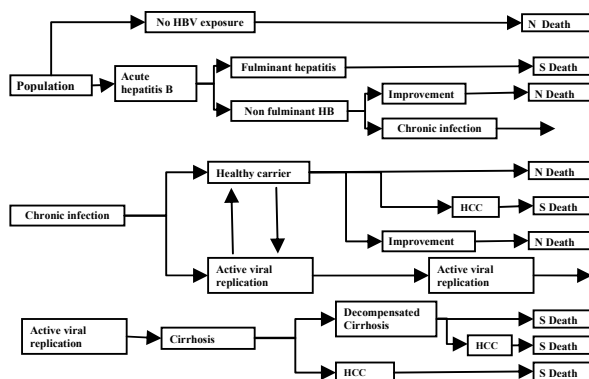 No HBV exposure
N Death
Population
Acute
hepatitis B
Fulminant hepatitis
S Death
Non fulminant HB
Improvement
N Death
Chronic infection
Chronic infection
Healthy carrier
N Death
HCC
S Death
Improvement
N Death
Active viral
replication
Active viral
replication
Active viral
replication
Cirrhosis
Decompensated
Cirrhosis
S Death
HCC
S Death
HCC
S Death